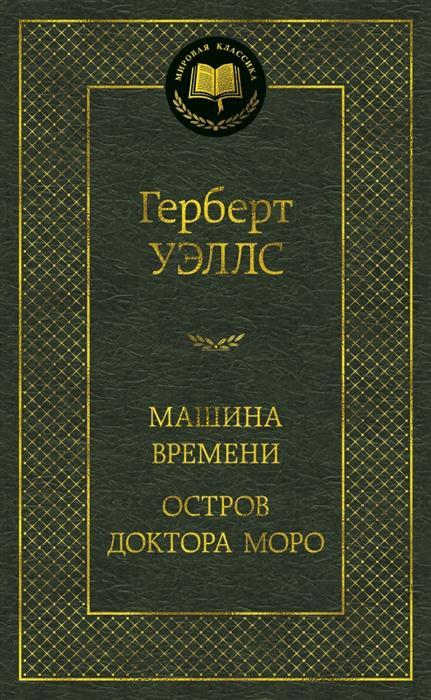 МИРОВАЯ КЛАССИКА
Герберт
УЭЛЛС
МАШИНА
ВРЕМЕНИ
ОСТРОВ
ДОКТОРА МОРО